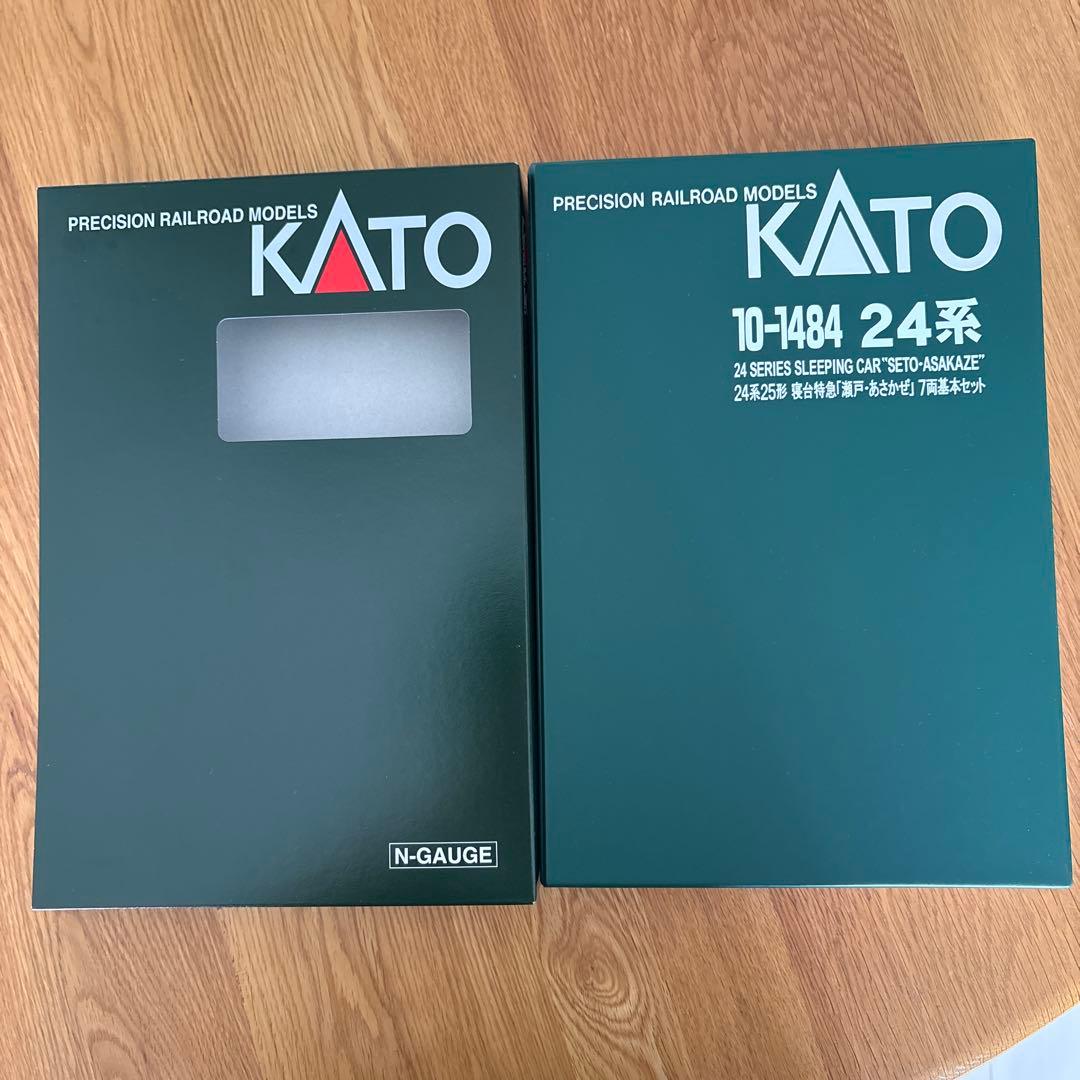 PRECISION RAILROAD MODELS
KATO
N-GAUGE
PRECISION RAILROAD MODELS
KATO
10-1484 24系
24 SERIES SLEEPING CAR "SETO-ASAKAZE"
24系25形 寝台特急「瀬戸・あさかぜ」7両基本セット